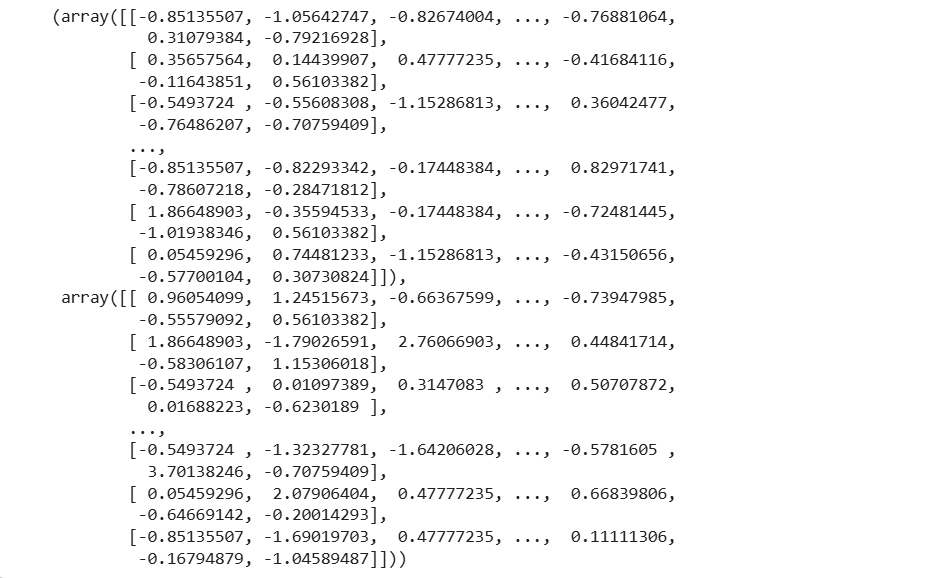 (array([[-0.85135507, -1.05642747, -0.82674004, ..., -0.76881064,
0.31079384, -0.79216928],
[ 0.35657564, 0.14439907, 0.47777235, ..., -0.41684116,
-0.11643851, 0.56103382],
[-0.5493724 , -0.55608308, -1.15286813, ..., 0.36042477,
-0.76486207, -0.70759409],
...,
[-0.85135507, -0.82293342, -0.17448384, ..., 0.82971741,
-0.78607218, -0.28471812],
[ 1.86648903, -0.35594533, -0.17448384, ..., -0.72481445,
-1.01938346, 0.56103382],
[ 0.05459296, 0.74481233, -1.15286813, ..., -0.43150656,
-0.57700104, 0.30730824]]),
array([[ 0.96054099, 1.24515673, -0.66367599, ..., -0.73947985,
-0.55579092, 0.56103382],
[ 1.86648903, -1.79026591, 2.76066903, ..., 0.44841714,
-0.58306107, 1.15306018],
[-0.5493724 , 0.01097389, 0.3147083 , ..., 0.50707872,
0.01688223, -0.6230189 ],
...,
[-0.5493724 , -1.32327781, -1.64206028, ..., -0.5781605 ,
3.70138246, -0.70759409],
[ 0.05459296, 2.07906404, 0.47777235, ..., 0.66839806,
-0.64669142, -0.20014293],
[-0.85135507, -1.69019703, 0.47777235, ..., 0.11111306,
-0.16794879, -1.04589487]]))